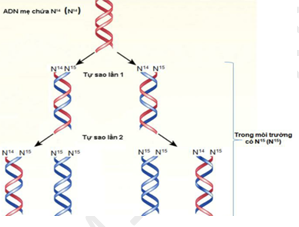 ADN mẹ chứa N¹⁴ (N¹⁴)
N¹⁴ N¹⁵ N¹⁴ N¹⁵
Tự sao lần 1
Tự sao lần 2
Trong môi trường
có N¹⁵ (N¹⁵)
N¹⁴ N¹⁵ N¹⁵ N¹⁵ N¹⁵ N¹⁵ N¹⁴ N¹⁵